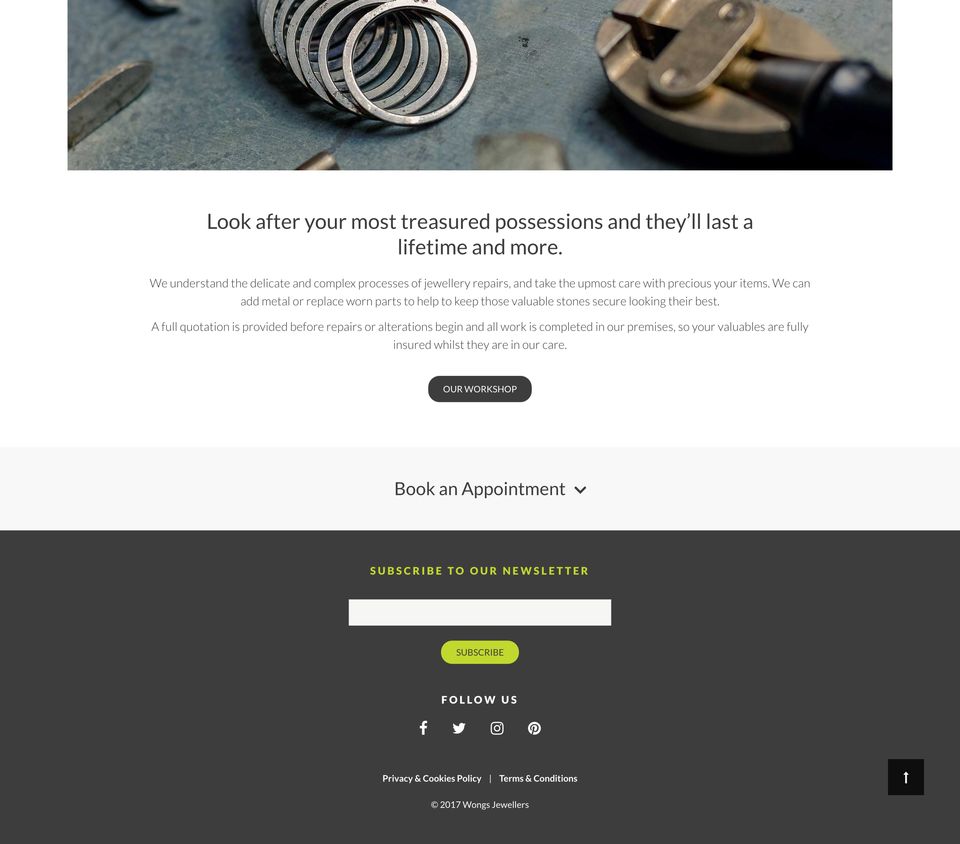 Look after your most treasured possessions and they’ll last a
lifetime and more.
We understand the delicate and complex processes of jewellery repairs, and take the upmost care with precious your items. We can
add metal or replace worn parts to help to keep those valuable stones secure looking their best.
A full quotation is provided before repairs or alterations begin and all work is completed in our premises, so your valuables are fully
insured whilst they are in our care.
OUR WORKSHOP
Book an Appointment
SUBSCRIBE TO OUR NEWSLETTER
SUBSCRIBE
FOLLOW US
Privacy & Cookies Policy | Terms & Conditions
© 2017 Wongs Jewellers